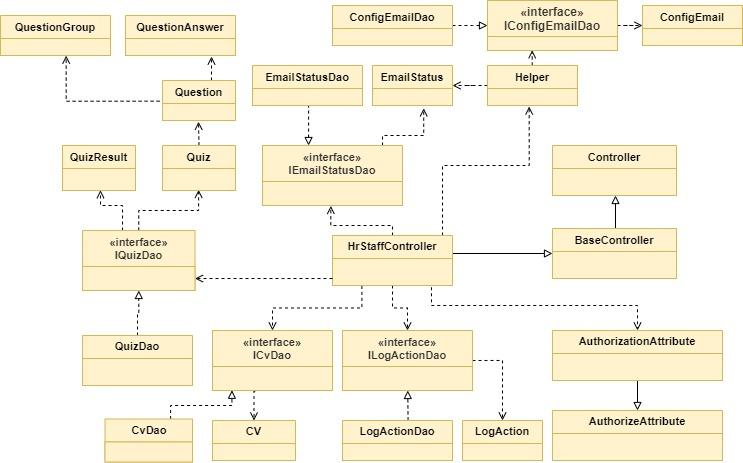 QuestionGroup
QuestionAnswer
ConfigEmailDao
«interface»
IConfigEmailDao
ConfigEmail
EmailStatusDao
EmailStatus
Helper
Question
QuizResult
Quiz
«interface»
IEmailStatusDao
Controller
«interface»
IQuizDao
HrStaffController
BaseController
QuizDao
«interface»
ICvDao
«interface»
ILogActionDao
AuthorizationAttribute
CvDao
CV
LogActionDao
LogAction
AuthorizeAttribute